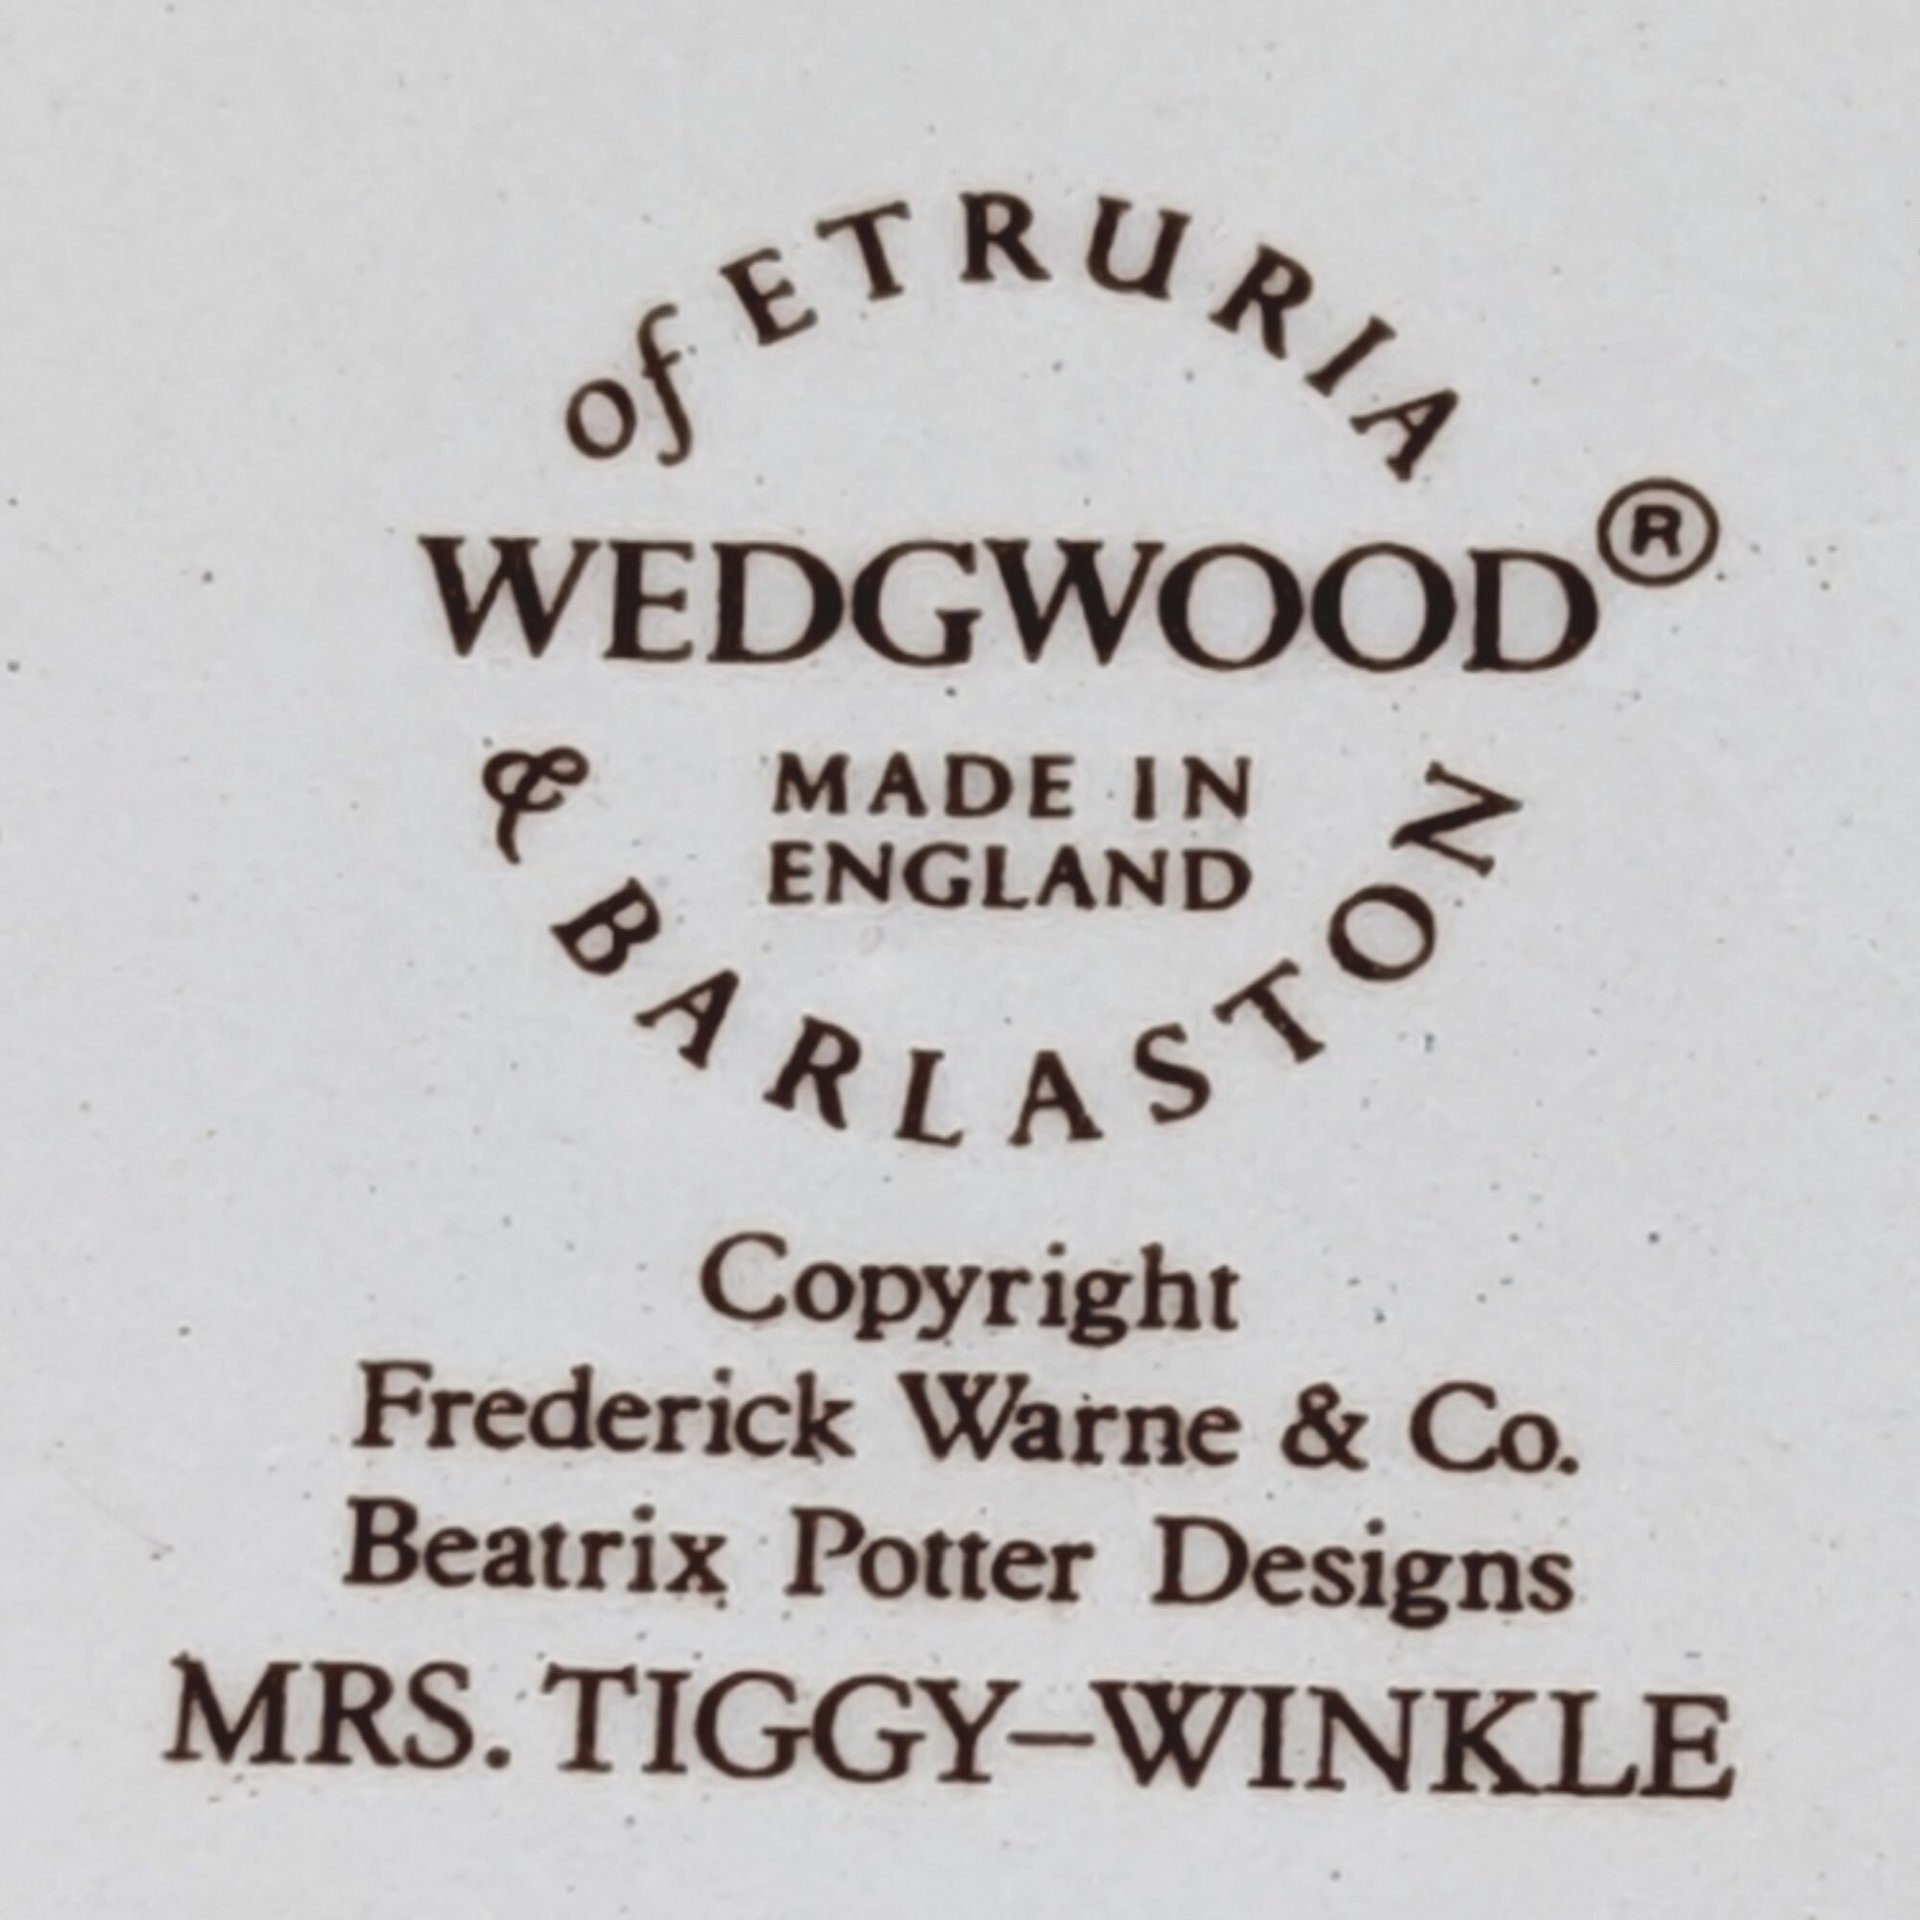 of ETRURIA
WEDGWOOD®
MADE IN
ENGLAND
& BARLASTON
Copyright
Frederick Warne & Co.
Beatrix Potter Designs
MRS. TIGGY–WINKLE